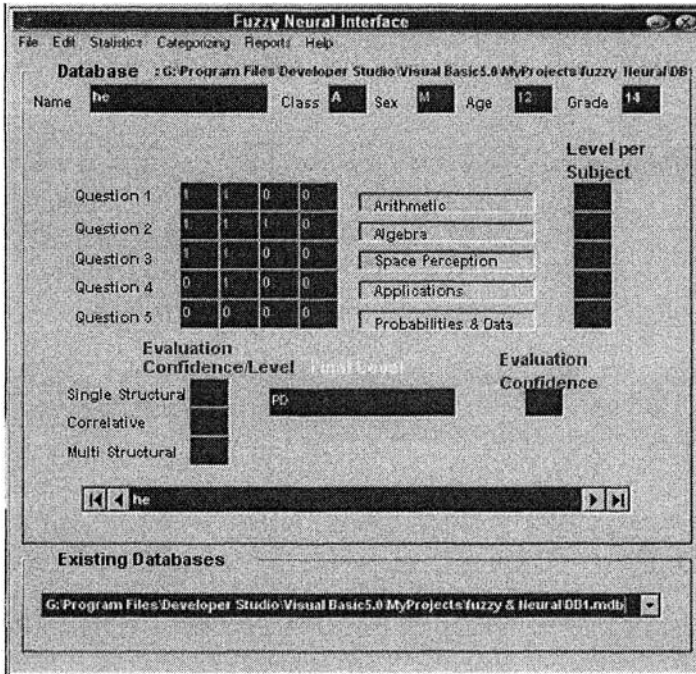 Fuzzy Neural Interface
File Edit Statistics Categorizing Reports Help
Database : G:\Program Files\Developer Studio\Visual Basic5.0\MyProjects\fuzzy Neural\DB1
Name he Class A Sex M Age 12 Grade 14
Level per
Subject
Question 1 1 1 0 0 Arithmetic
Question 2 1 1 1 0 Algebra
Question 3 1 1 0 0 Space Perception
Question 4 0 1 0 0 Applications
Question 5 0 0 0 0 Probabilities & Data
Evaluation
Confidence/Level Final Level Evaluation
Confidence
Single Structural PD
Correlative
Multi Structural
he
Existing Databases
G:\Program Files\Developer Studio\Visual Basic5.0\MyProjects\fuzzy & Neural\DB1.mdb